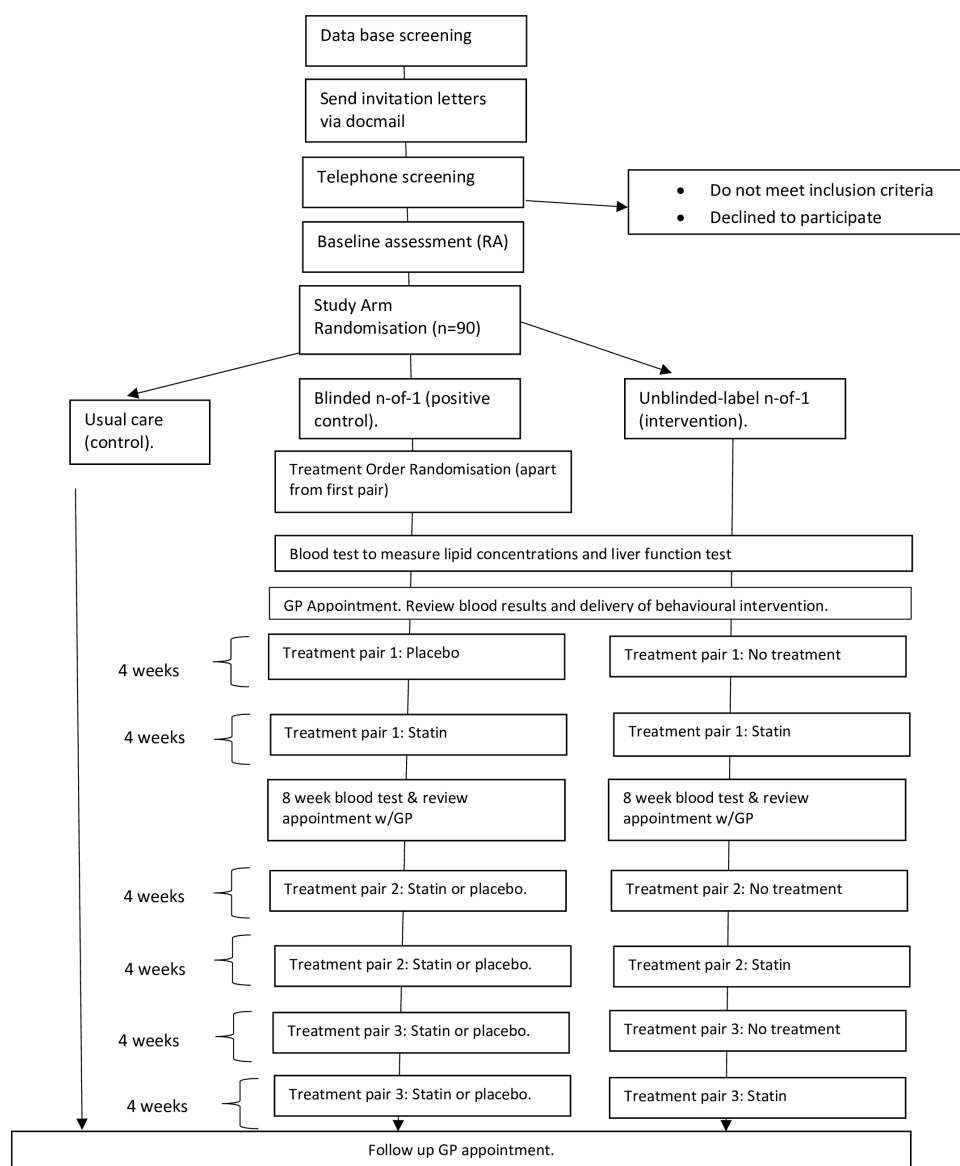 Data base screening
Send invitation letters
via docmail
Telephone screening
• Do not meet inclusion criteria
• Declined to participate
Baseline assessment (RA)
Study Arm
Randomisation (n=90)
Usual care
(control).
Blinded n-of-1 (positive
control).
Unblinded-label n-of-1
(intervention).
Treatment Order Randomisation (apart
from first pair)
Blood test to measure lipid concentrations and liver function test
GP Appointment. Review blood results and delivery of behavioural intervention.
4 weeks
Treatment pair 1: Placebo
Treatment pair 1: No treatment
4 weeks
Treatment pair 1: Statin
Treatment pair 1: Statin
8 week blood test & review
appointment w/GP
8 week blood test & review
appointment w/GP
4 weeks
Treatment pair 2: Statin or placebo.
Treatment pair 2: No treatment
4 weeks
Treatment pair 2: Statin or placebo.
Treatment pair 2: Statin
4 weeks
Treatment pair 3: Statin or placebo.
Treatment pair 3: No treatment
4 weeks
Treatment pair 3: Statin or placebo.
Treatment pair 3: Statin
Follow up GP appointment.